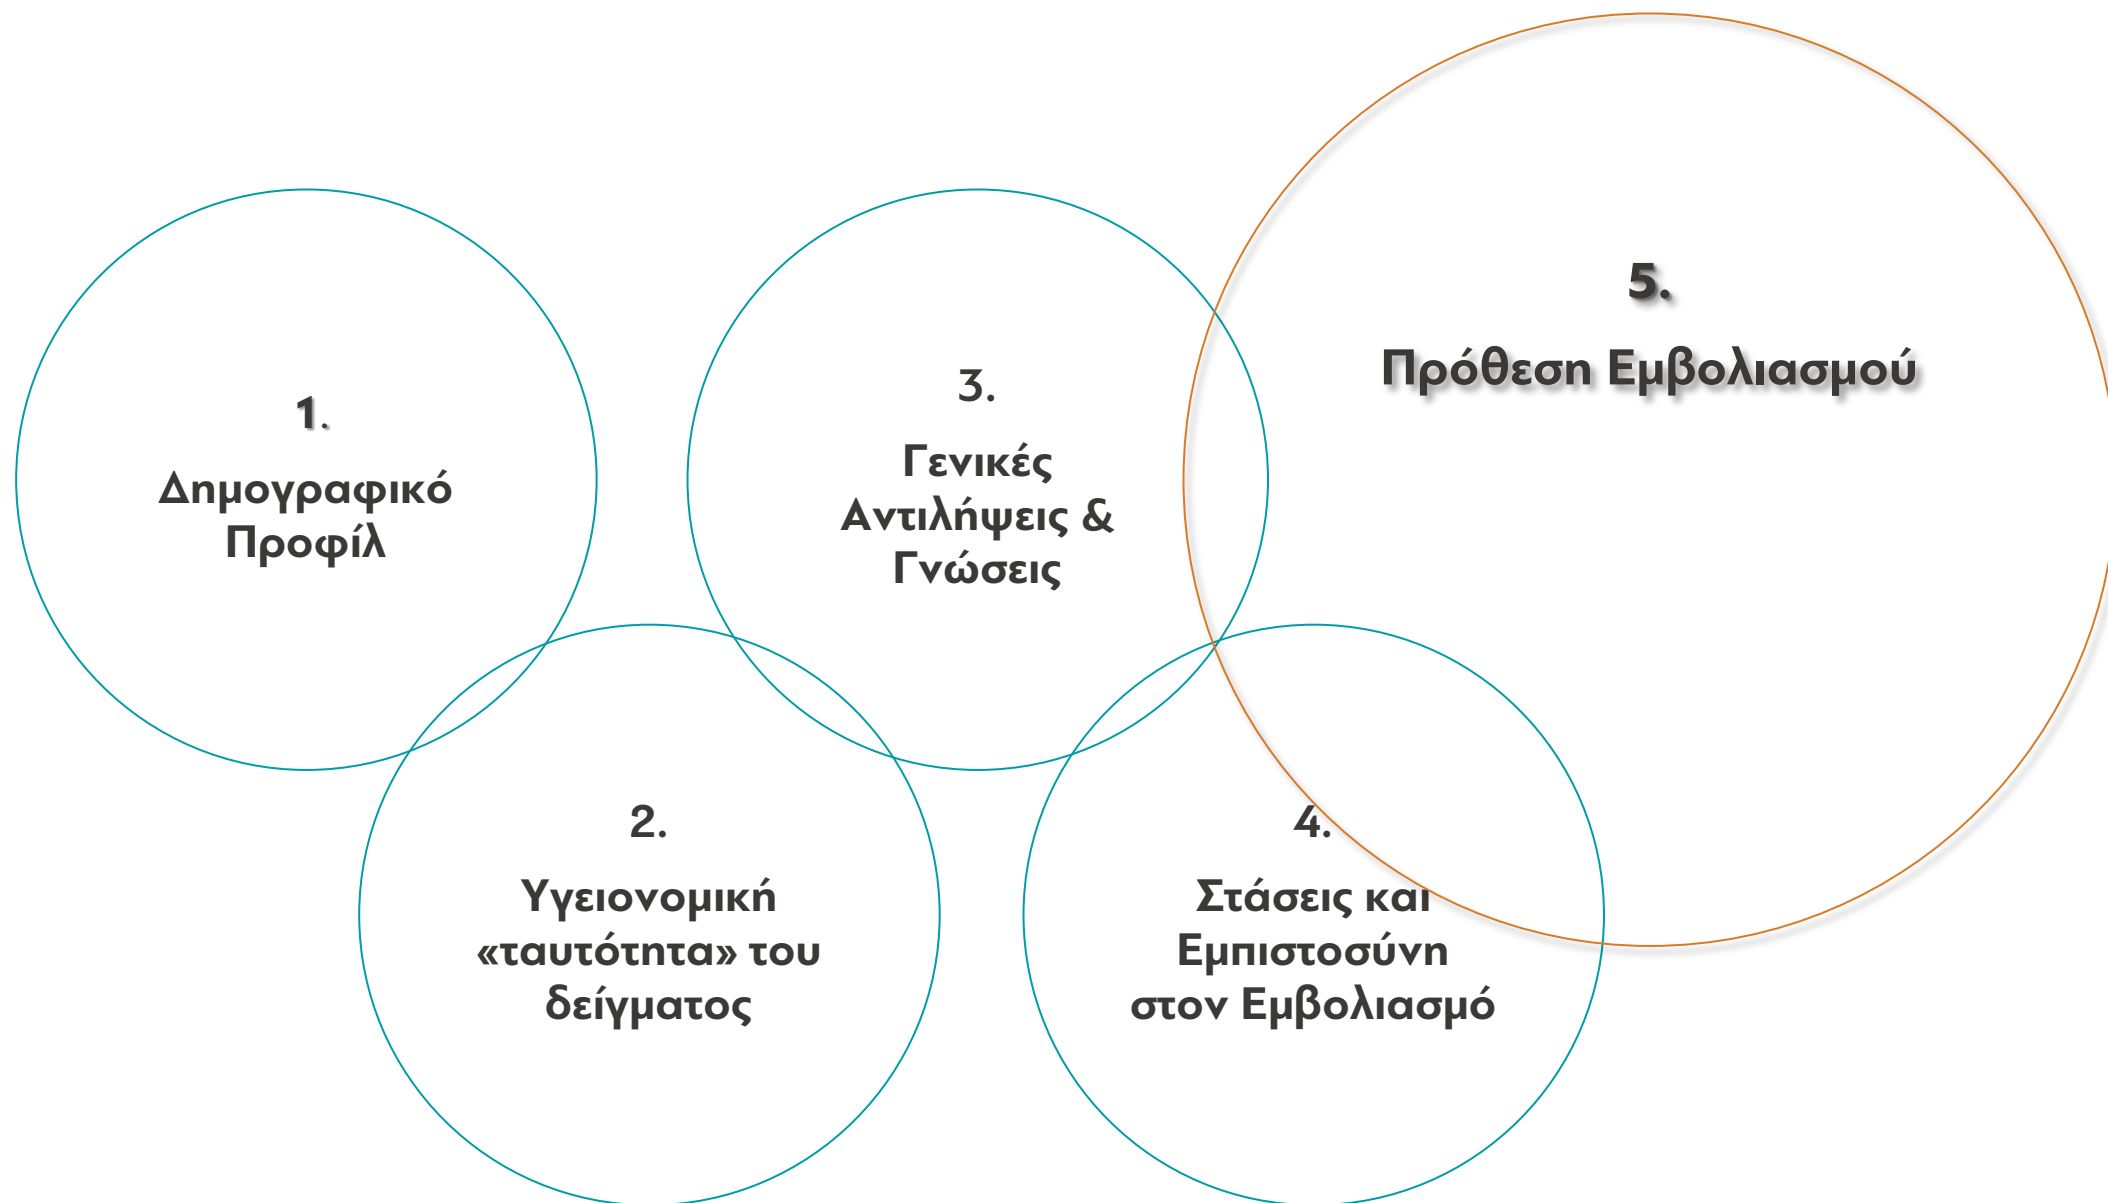 1.
Δημογραφικό
Προφίλ
2.
Υγειονομική
«ταυτότητα» του
δείγματος
3.
Γενικές
Αντιλήψεις &
Γνώσεις
4.
Στάσεις και
Εμπιστοσύνη
στον Εμβολιασμό
5.
Πρόθεση Εμβολιασμού